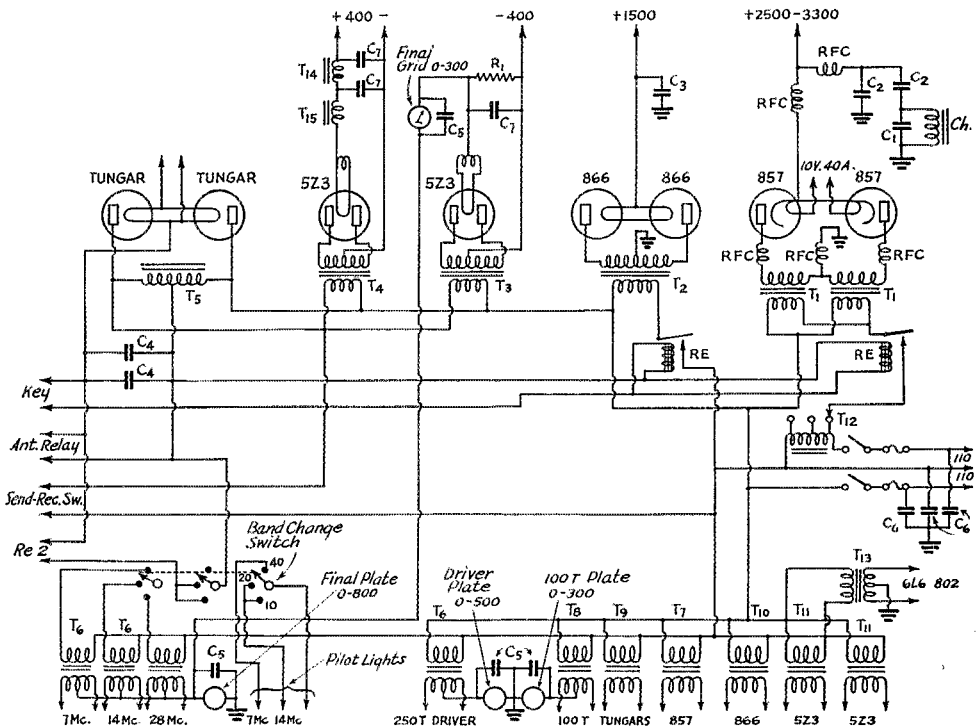 +400 -
-400
+1500
+2500-3300
RFC
T14
C7
C7
T15
Final
Grid 0-300
R1
C5
C7
C3
RFC
C2
C2
C1
Ch.
TUNGAR
TUNGAR
5Z3
5Z3
866
866
857
10V. 40A.
857
RFC
RFC
RFC
T5
T4
T3
T2
T1
T1
C4
C4
RE
RE
Key
Ant. Relay
T12
110
110
Send-Rec. Sw.
C6
C6
Re 2
Band Change
Switch
40
20
10
Final Plate
0-800
Driver
Plate
0-500
100T Plate
0-300
T13
6L6 802
T6
T6
T6
T8
T9
T7
T10
T11
T11
C5
C5
Pilot Lights
7Mc.
14Mc.
28Mc.
7Mc
14Mc
250T DRIVER
100T
TUNGARS
857
866
5Z3
5Z3